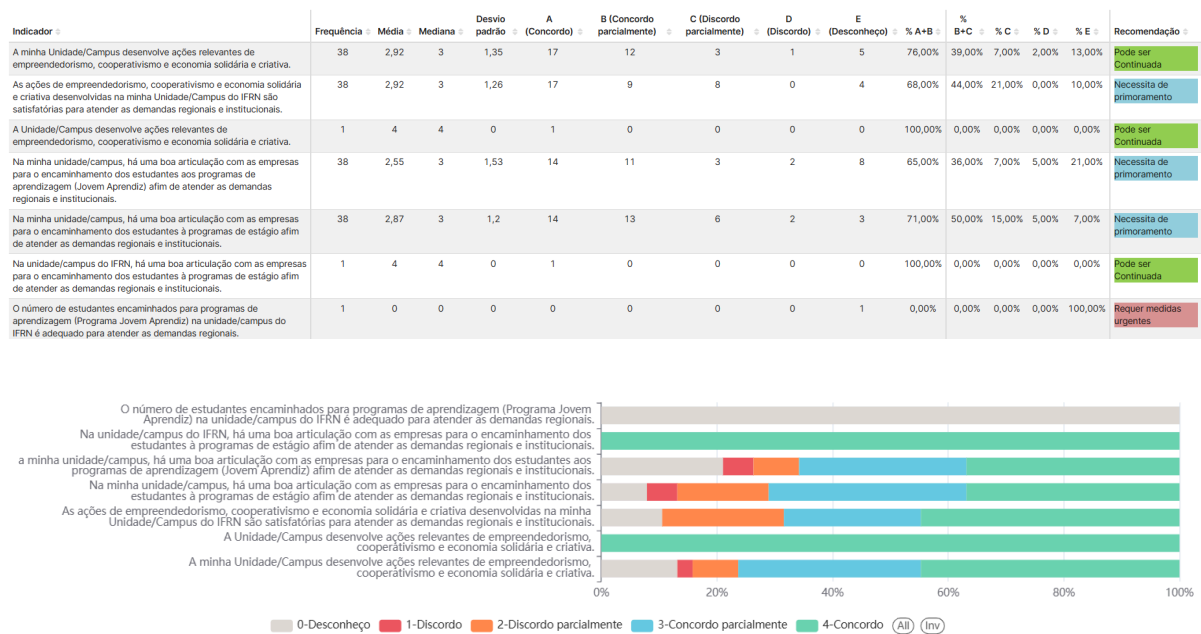 Indicador Frequência Média Mediana Desvio padrão A (Concordo) B (Concordo parcialmente) C (Discordo parcialmente) D (Discordo) E (Desconheço) % A+B % B+C % C % D % E Recomendação
A minha Unidade/Campus desenvolve ações relevantes de 38 2,92 3 1,35 17 12 3 1 5 76,00% 39,00% 7,00% 2,00% 13,00% Pode ser
empreendedorismo, cooperativismo e economia solidária e criativa. Continuada
As ações de empreendedorismo, cooperativismo e economia solidária 38 2,92 3 1,26 17 9 8 0 4 68,00% 44,00% 21,00% 0,00% 10,00% Necessita de
e criativa desenvolvidas na minha Unidade/Campus do IFRN são primoramento
satisfatórias para atender as demandas regionais e institucionais.
A Unidade/Campus desenvolve ações relevantes de 1 4 4 0 1 0 0 0 0 100,00% 0,00% 0,00% 0,00% 0,00% Pode ser
empreendedorismo, cooperativismo e economia solidária e criativa. Continuada
Na minha unidade/campus, há uma boa articulação com as empresas 38 2,55 3 1,53 14 11 3 2 8 65,00% 36,00% 7,00% 5,00% 21,00% Necessita de
para o encaminhamento dos estudantes aos programas de primoramento
aprendizagem (Jovem Aprendiz) afim de atender as demandas
regionais e institucionais.
Na minha unidade/campus, há uma boa articulação com as empresas 38 2,87 3 1,2 14 13 6 2 3 71,00% 50,00% 15,00% 5,00% 7,00% Necessita de
para o encaminhamento dos estudantes à programas de estágio afim primoramento
de atender as demandas regionais e institucionais.
Na unidade/campus do IFRN, há uma boa articulação com as empresas 1 4 4 0 1 0 0 0 0 100,00% 0,00% 0,00% 0,00% 0,00% Pode ser
para o encaminhamento dos estudantes à programas de estágio afim Continuada
de atender as demandas regionais e institucionais.
O número de estudantes encaminhados para programas de 1 0 0 0 0 0 0 0 1 0,00% 0,00% 0,00% 0,00% 100,00% Requer medidas
aprendizagem (Programa Jovem Aprendiz) na unidade/campus do urgentes
IFRN é adequado para atender as demandas regionais.
O número de estudantes encaminhados para programas de aprendizagem (Programa Jovem
Aprendiz) na unidade/campus do IFRN é adequado para atender as demandas regionais.
Na unidade/campus do IFRN, há uma boa articulação com as empresas para o encaminhamento dos
estudantes à programas de estágio afim de atender as demandas regionais e institucionais.
a minha unidade/campus, há uma boa articulação com as empresas para o encaminhamento dos estudantes aos
programas de aprendizagem (Jovem Aprendiz) afim de atender as demandas regionais e institucionais.
Na minha unidade/campus, há uma boa articulação com as empresas para o encaminhamento dos
estudantes à programas de estágio afim de atender as demandas regionais e institucionais.
As ações de empreendedorismo, cooperativismo e economia solidária e criativa desenvolvidas na minha
Unidade/Campus do IFRN são satisfatórias para atender as demandas regionais e institucionais.
A Unidade/Campus desenvolve ações relevantes de empreendedorismo,
cooperativismo e economia solidária e criativa.
A minha Unidade/Campus desenvolve ações relevantes de empreendedorismo,
cooperativismo e economia solidária e criativa.
0% 20% 40% 60% 80% 100%
0-Desconheço 1-Discordo 2-Discordo parcialmente 3-Concordo parcialmente 4-Concordo All Inv